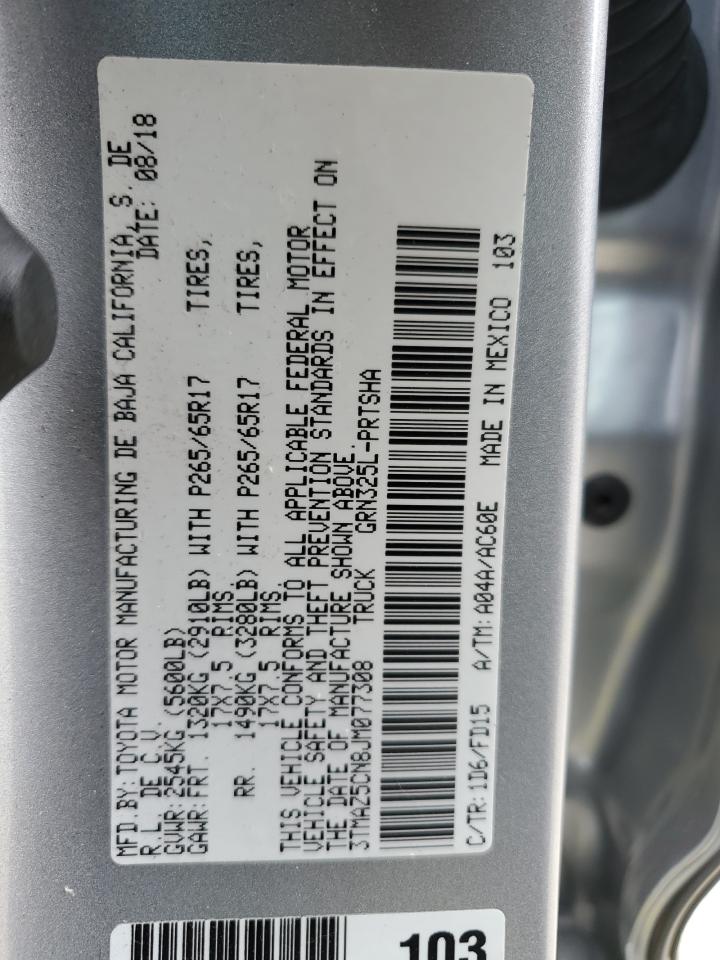 MFD.BY:TOYOTA MOTOR MANUFACTURING DE BAJA CALIFORNIA,S. DE
R.L. DE C.V. DATE: 08/18
GVWR:2545KG (5600LB)
GAWR:FRT. 1320KG (2910LB) WITH P265/65R17 TIRES,
17X7.5 RIMS.
RR. 1490KG (3280LB) WITH P265/65R17 TIRES,
17X7.5 RIMS.
THIS VEHICLE CONFORMS TO ALL APPLICABLE FEDERAL MOTOR
VEHICLE SAFETY AND THEFT PREVENTION STANDARDS IN EFFECT ON
THE DATE OF MANUFACTURE SHOWN ABOVE.
3TMAZ5CN8JM077308 TRUCK GRN325L-PRTSHA
C/TR:1D6/FD15 A/TM:A04A/AC60E MADE IN MEXICO 103
103